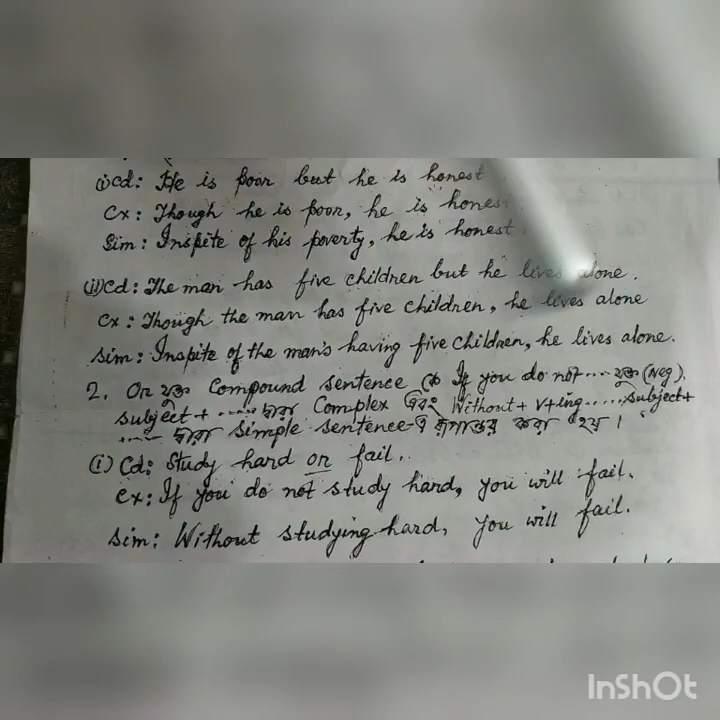 (i) Cd: He is poor but he is honest
Cx: Though he is poor, he is honest
Sim: Inspite of his poverty, he is honest.
(ii) Cd: The man has five children but he lives alone.
Cx: Though the man has five children, he lives alone
Sim: Inspite of the man's having five children, he lives alone.
2. Or যুক্ত Compound sentence কে If you do not.... যুক্ত (Neg).
subject + ..... দ্বারা Complex এবং Without + V+ing.....subject+
..... দ্বারা simple sentence-এ রূপান্তর করা হয়।
(i) Cd: Study hard or fail..
Cx: If you do not study hard, you will fail.
Sim: Without studying hard, you will fail.
InShOt